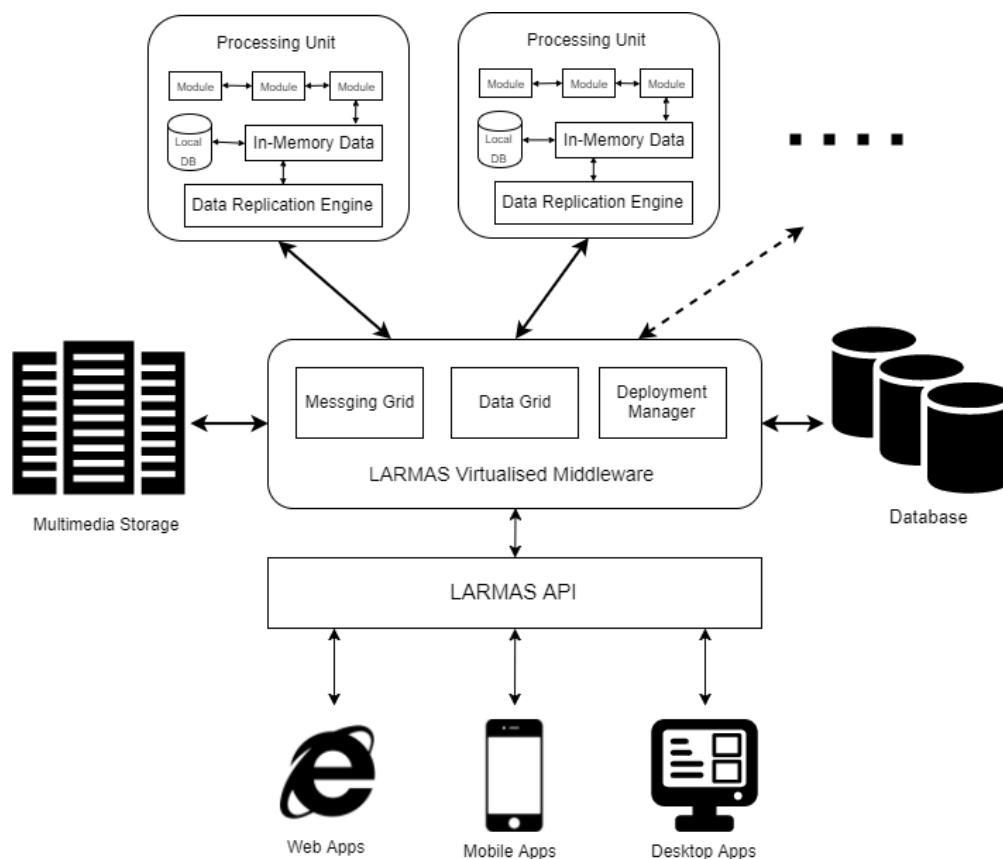 Processing Unit
Module Module Module
Local
DB
In-Memory Data
Data Replication Engine
Processing Unit
Module Module Module
Local
DB
In-Memory Data
Data Replication Engine
Messging Grid
Data Grid
Deployment
Manager
LARMAS Virtualised Middleware
Multimedia Storage
Database
LARMAS API
Web Apps
Mobile Apps
Desktop Apps